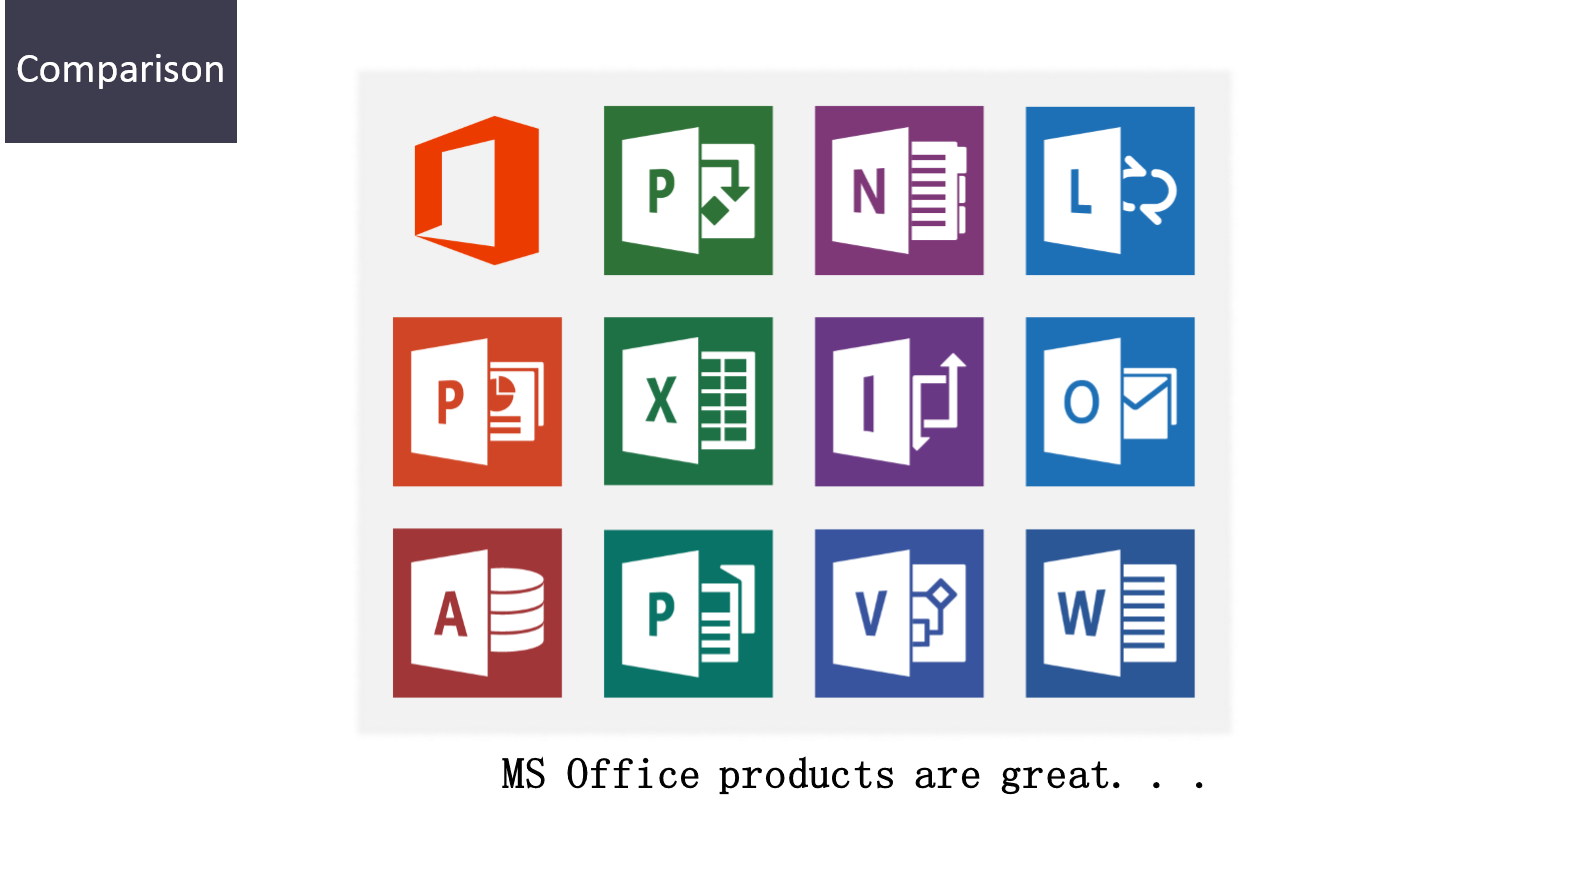 Comparison
P
N
L
P
X
I
O
A
P
V
W
MS Office products are great. . .